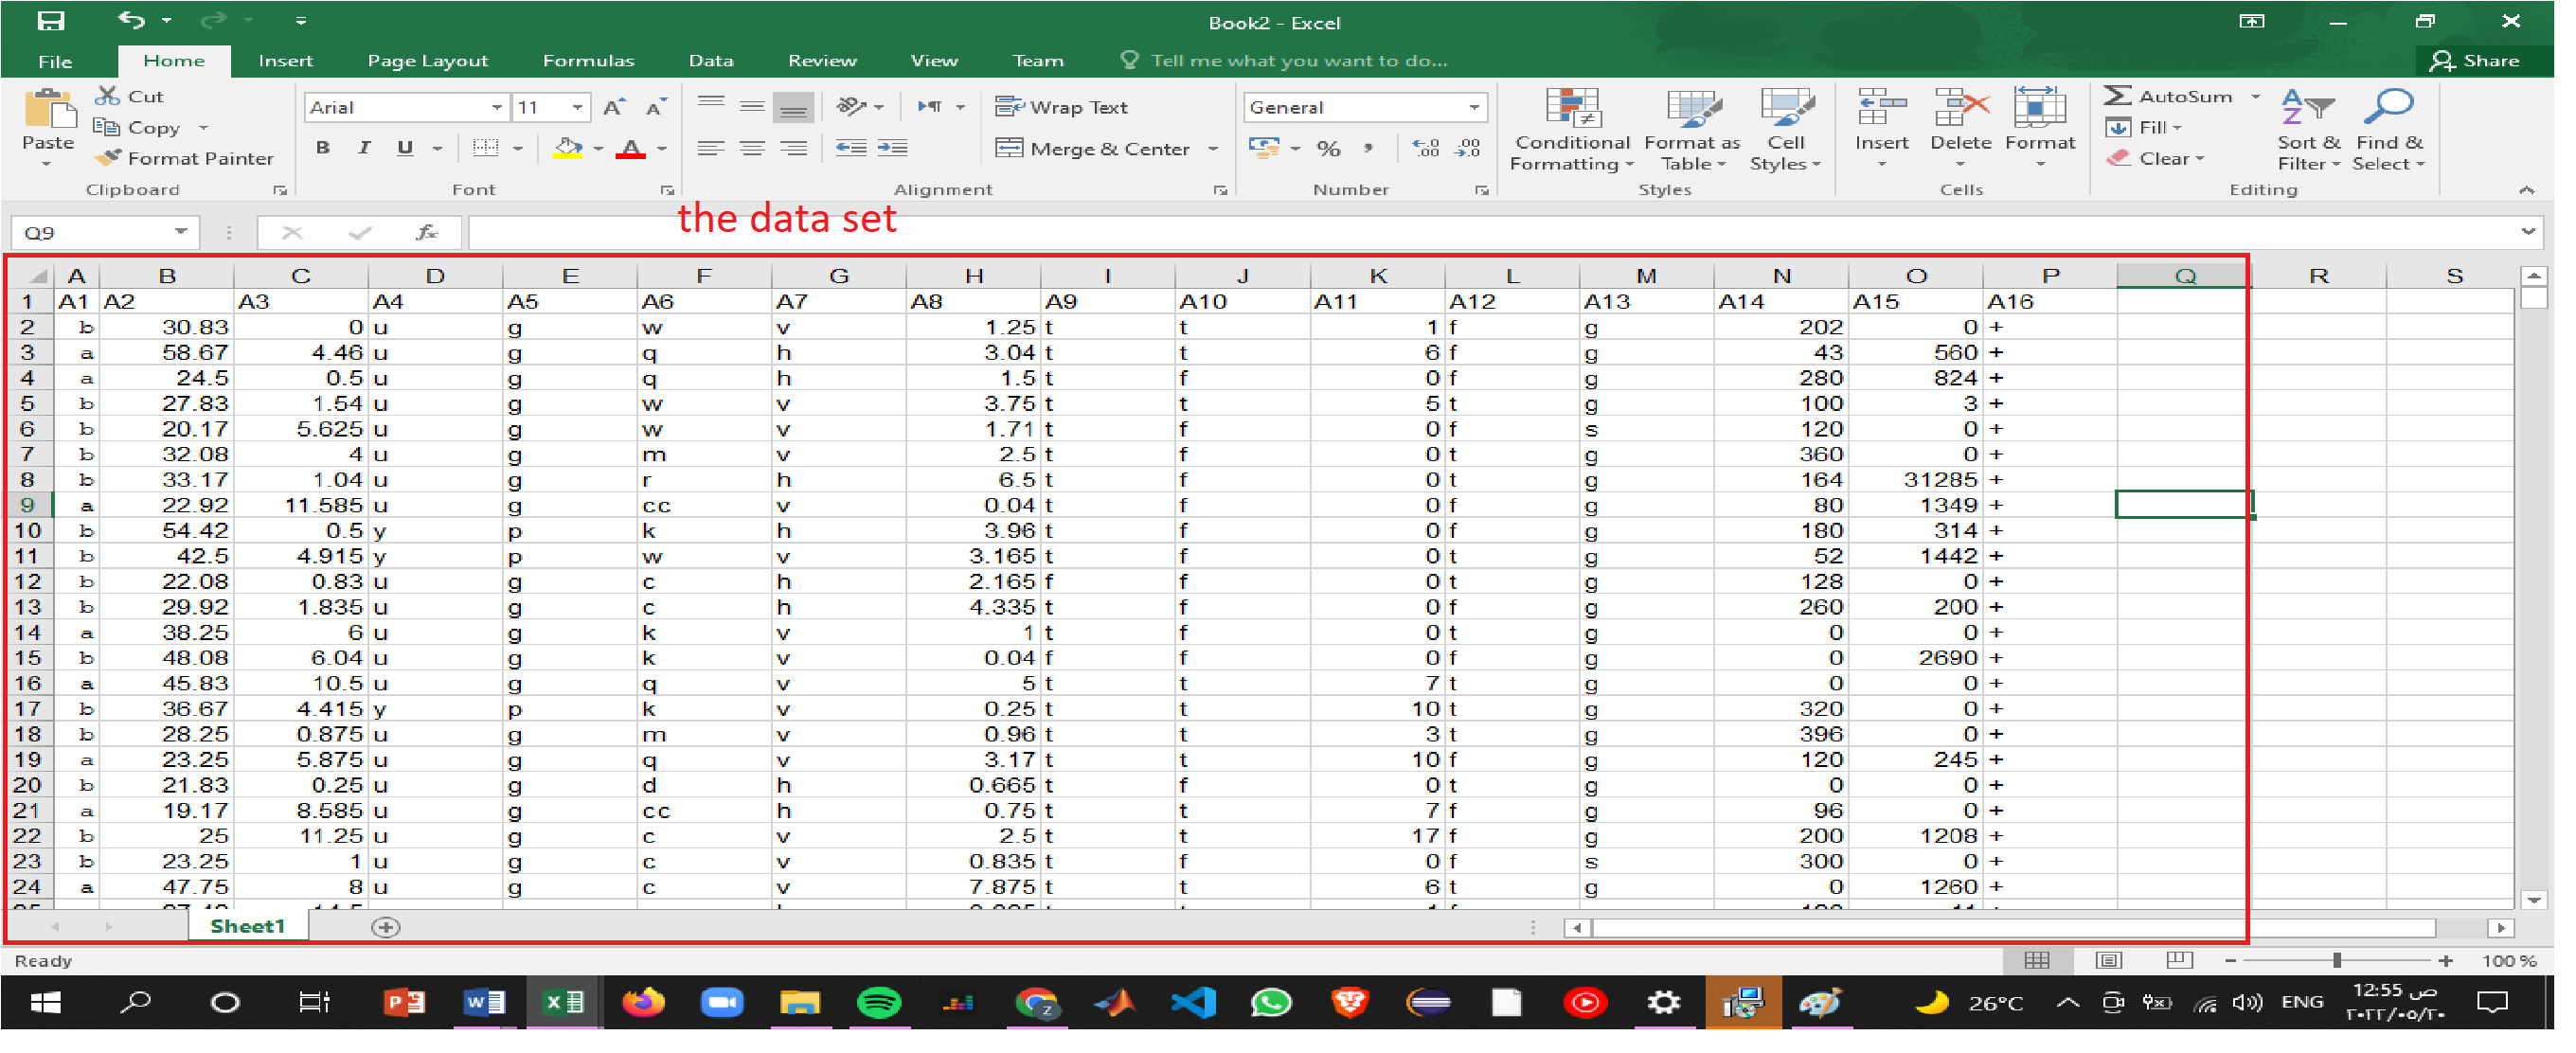 Book2 - Excel
File Home Insert Page Layout Formulas Data Review View Team Tell me what you want to do... Share
Cut
Copy
Format Painter
Paste
Clipboard
Arial 11
B I U
Font
Wrap Text
Merge & Center
Alignment
General
%
Number
Conditional Formatting
Format as Table
Cell Styles
Styles
Insert Delete Format
Cells
AutoSum
Fill
Clear
Sort & Filter
Find & Select
Editing
the data set
Q9 fx
A B C D E F G H I J K L M N O P Q R S
1 A1 A2 A3 A4 A5 A6 A7 A8 A9 A10 A11 A12 A13 A14 A15 A16
2 b 30.83 0 u g w v 1.25 t t 1 f g 202 0 +
3 a 58.67 4.46 u g q h 3.04 t t 6 f g 43 560 +
4 a 24.5 0.5 u g q h 1.5 t f 0 f g 280 824 +
5 b 27.83 1.54 u g w v 3.75 t t 5 t g 100 3 +
6 b 20.17 5.625 u g w v 1.71 t f 0 f s 120 0 +
7 b 32.08 4 u g m v 2.5 t f 0 t g 360 0 +
8 b 33.17 1.04 u g r h 6.5 t f 0 t g 164 31285 +
9 a 22.92 11.585 u g cc v 0.04 t f 0 f g 80 1349 +
10 b 54.42 0.5 y p k h 3.96 t f 0 f g 180 314 +
11 b 42.5 4.915 y p w v 3.165 t f 0 t g 52 1442 +
12 b 22.08 0.83 u g c h 2.165 f f 0 t g 128 0 +
13 b 29.92 1.835 u g c h 4.335 t f 0 f g 260 200 +
14 a 38.25 6 u g k v 1 t f 0 t g 0 0 +
15 b 48.08 6.04 u g k v 0.04 f f 0 f g 0 2690 +
16 a 45.83 10.5 u g q v 5 t t 7 t g 0 0 +
17 b 36.67 4.415 y p k v 0.25 t t 10 t g 320 0 +
18 b 28.25 0.875 u g m v 0.96 t t 3 t g 396 0 +
19 a 23.25 5.875 u g q v 3.17 t t 10 f g 120 245 +
20 b 21.83 0.25 u g d h 0.665 t f 0 t g 0 0 +
21 a 19.17 8.585 u g cc h 0.75 t t 7 f g 96 0 +
22 b 25 11.25 u g c v 2.5 t t 17 f g 200 1208 +
23 b 23.25 1 u g c v 0.835 t f 0 f s 300 0 +
24 a 47.75 8 u g c v 7.875 t t 6 t g 0 1260 +
Sheet1
Ready 100 %
26°C ENG 12:55 ص
٢٠٢٢/٠٥/٢٠